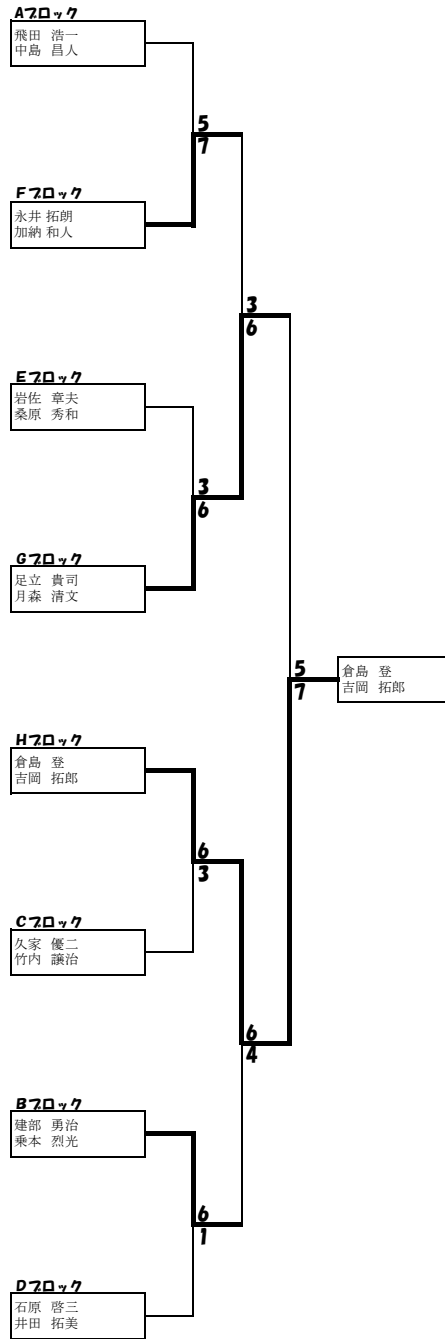 Aブロック
飛田 浩一
中島 昌人
5
7
Fブロック
永井 拓朗
加納 和人
3
6
Eブロック
岩佐 章夫
桑原 秀和
3
6
Gブロック
足立 貴司
月森 清文
5
7
倉島 登
吉岡 拓郎
Hブロック
倉島 登
吉岡 拓郎
6
3
Cブロック
久家 優二
竹内 譲治
6
4
Bブロック
建部 勇治
乗本 烈光
6
1
Dブロック
石原 啓三
井田 拓美